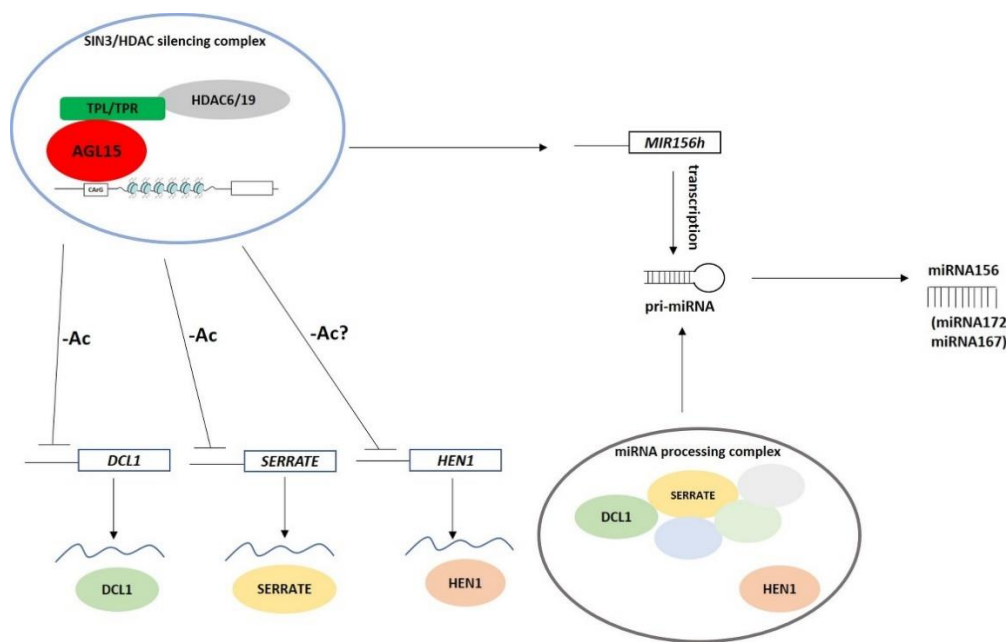 SIN3/HDAC silencing complex
TPL/TPR
HDAC6/19
AGL15
CArG
MIR156h
transcription
pri-miRNA
miRNA156
(miRNA172
miRNA167)
-Ac
-Ac
-Ac?
DCL1
SERRATE
HEN1
DCL1
SERRATE
HEN1
miRNA processing complex
SERRATE
DCL1
HEN1